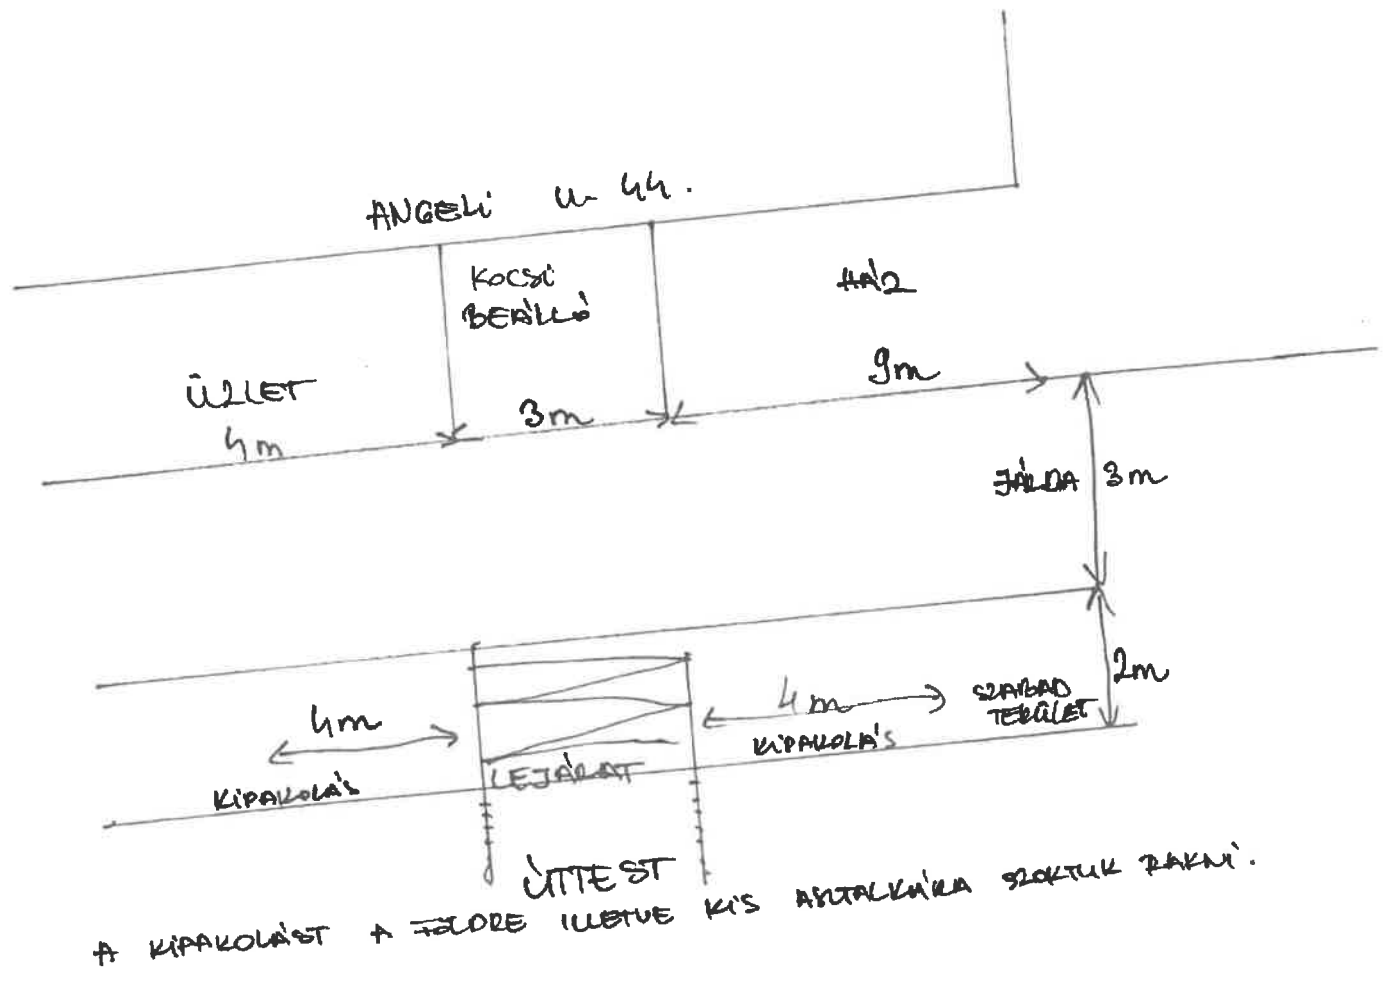 ANGELI U. 44.
KOCSI
BEÁLLÓ
HÁZ
ÜZLET
4m
3m
9m
JÁRDA
3m
2m
4m
KIPAKOLÁS
LEJÁRAT
4m
KIPAKOLÁS
SZABAD
TERÜLET
ÚTTEST
A KIPAKOLÁST A FÖLDRE ILLETVE KIS ASZTALKÁKRA SZOKTUK RAKNI.